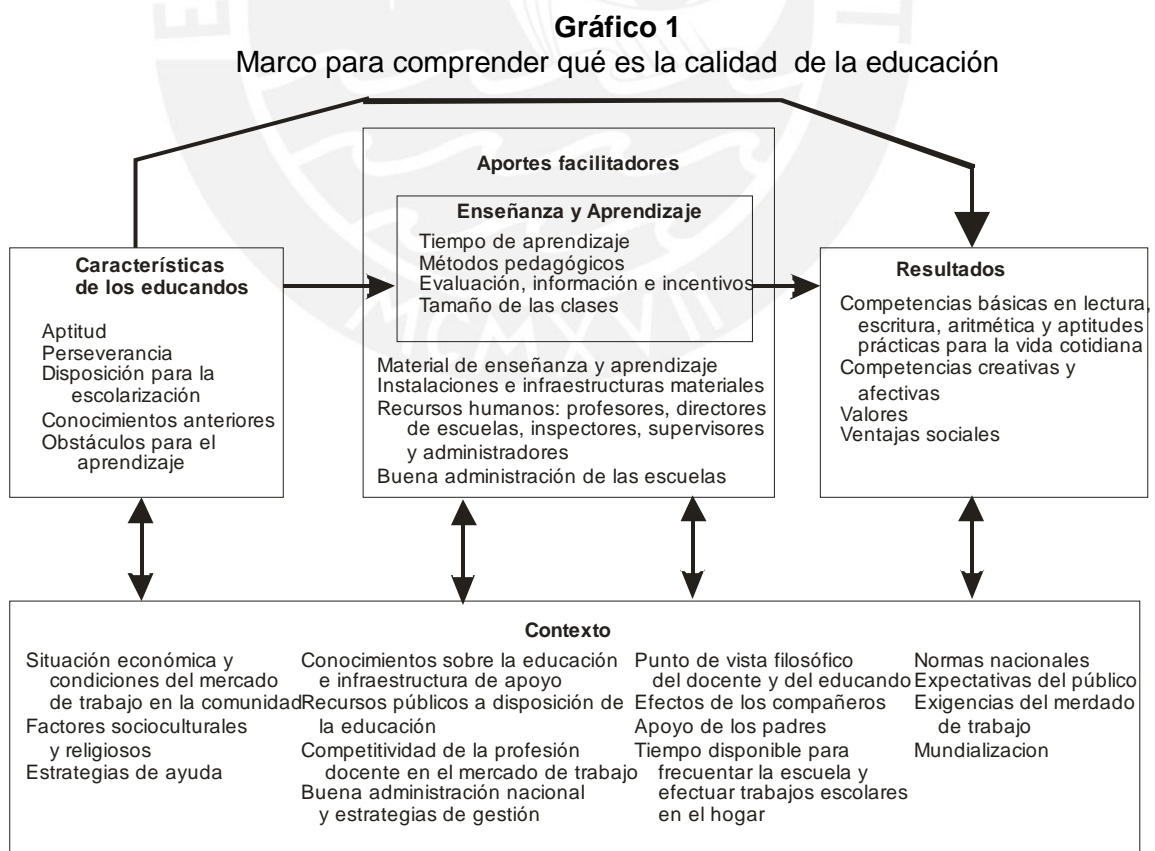 Gráfico 1
Marco para comprender qué es la calidad de la educación
Aportes facilitadores
Enseñanza y Aprendizaje
Tiempo de aprendizaje
Métodos pedagógicos
Evaluación, información e incentivos
Tamaño de las clases
Material de enseñanza y aprendizaje
Instalaciones e infraestructuras materiales
Recursos humanos: profesores, directores
de escuelas, inspectores, supervisores
y administradores
Buena administración de las escuelas
Características
de los educandos
Aptitud
Perseverancia
Disposición para la
escolarización
Conocimientos anteriores
Obstáculos para el
aprendizaje
Resultados
Competencias básicas en lectura,
escritura, aritmética y aptitudes
prácticas para la vida cotidiana
Competencias creativas y
afectivas
Valores
Ventajas sociales
Contexto
Situación económica y
condiciones del mercado
de trabajo en la comunidad
Factores socioculturales
y religiosos
Estrategias de ayuda
Conocimientos sobre la educación
e infraestructura de apoyo
Recursos públicos a disposición de
la educación
Competitividad de la profesión
docente en el mercado de trabajo
Buena administración nacional
y estrategias de gestión
Punto de vista filosófico
del docente y del educando
Efectos de los compañeros
Apoyo de los padres
Tiempo disponible para
frecuentar la escuela y
efectuar trabajos escolares
en el hogar
Normas nacionales
Expectativas del público
Exigencias del merdado
de trabajo
Mundializacion
MCMXVII